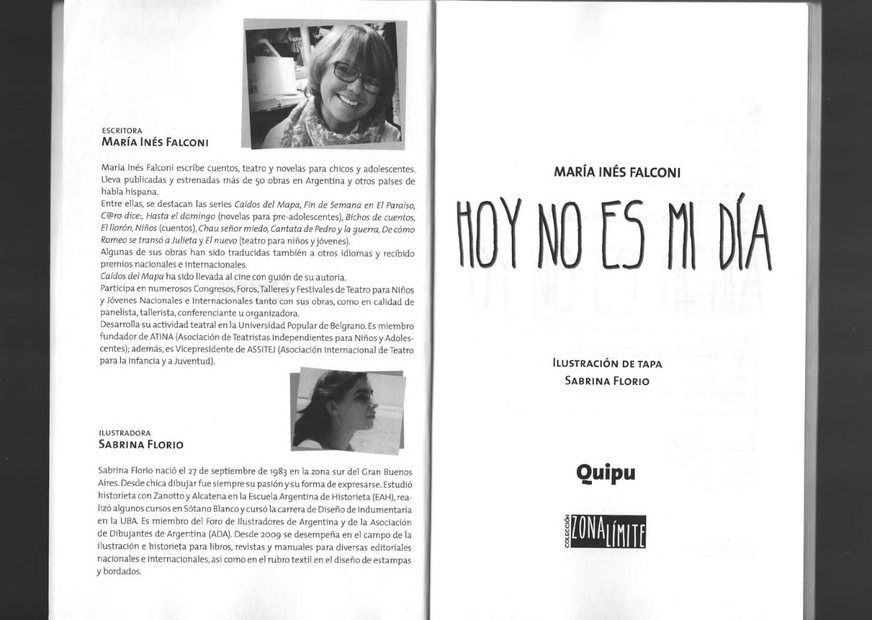 ESCRITORA
MARÍA INÉS FALCONI
María Inés Falconi escribe cuentos, teatro y novelas para chicos y adolescentes.
Lleva publicadas y estrenadas más de 50 obras en Argentina y otros países de
habla hispana.
Entre ellas, se destacan las series Caídos del Mapa, Fin de Semana en El Paraíso,
C@ro dice:, Hasta el domingo (novelas para pre-adolescentes), Bichos de cuentos,
El llorón, Niños (cuentos), Chau señor miedo, Cantata de Pedro y la guerra, De cómo
Romeo se transó a Julieta y El nuevo (teatro para niños y jóvenes).
Algunas de sus obras han sido traducidas también a otros idiomas y recibido
premios nacionales e internacionales.
Caídos del Mapa ha sido llevada al cine con guión de su autoría.
Participa en numerosos Congresos, Foros, Talleres y Festivales de Teatro para Niños
y Jóvenes Nacionales e Internacionales tanto con sus obras, como en calidad de
panelista, tallerista, conferenciante u organizadora.
Desarrolla su actividad teatral en la Universidad Popular de Belgrano. Es miembro
fundador de ATINA (Asociación de Teatristas Independientes para Niños y Adoles-
centes); además, es Vicepresidente de ASSITEJ (Asociación Internacional de Teatro
para la Infancia y a Juventud).
ILUSTRADORA
SABRINA FLORIO
Sabrina Florio nació el 27 de septiembre de 1983 en la zona sur del Gran Buenos
Aires. Desde chica dibujar fue siempre su pasión y su forma de expresarse. Estudió
historieta con Zanotto y Alcatena en la Escuela Argentina de Historieta (EAH), rea-
lizó algunos cursos en Sótano Blanco y cursó la carrera de Diseño de Indumentaria
en la UBA. Es miembro del Foro de Ilustradores de Argentina y de la Asociación
de Dibujantes de Argentina (ADA). Desde 2009 se desempeña en el campo de la
ilustración e historieta para libros, revistas y manuales para diversas editoriales
nacionales e internacionales, así como en el rubro textil en el diseño de estampas
y bordados.
MARÍA INÉS FALCONI
HOY NO ES MI DÍA
ILUSTRACIÓN DE TAPA
SABRINA FLORIO
Quipu
COLECCIÓN
ZONA LÍMITE